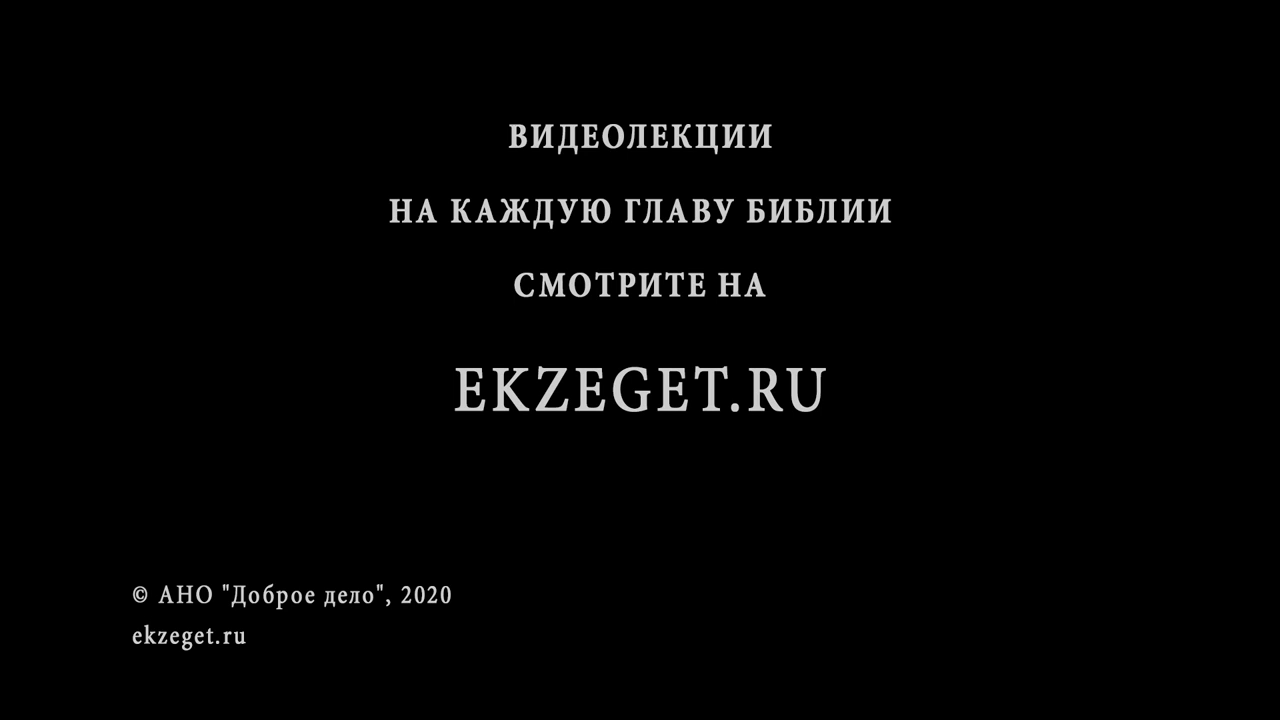 ВИДЕОЛЕКЦИИ
НА КАЖДУЮ ГЛАВУ БИБЛИИ
СМОТРИТЕ НА
EKZEGET.RU
© АНО "Доброе дело", 2020
ekzeget.ru